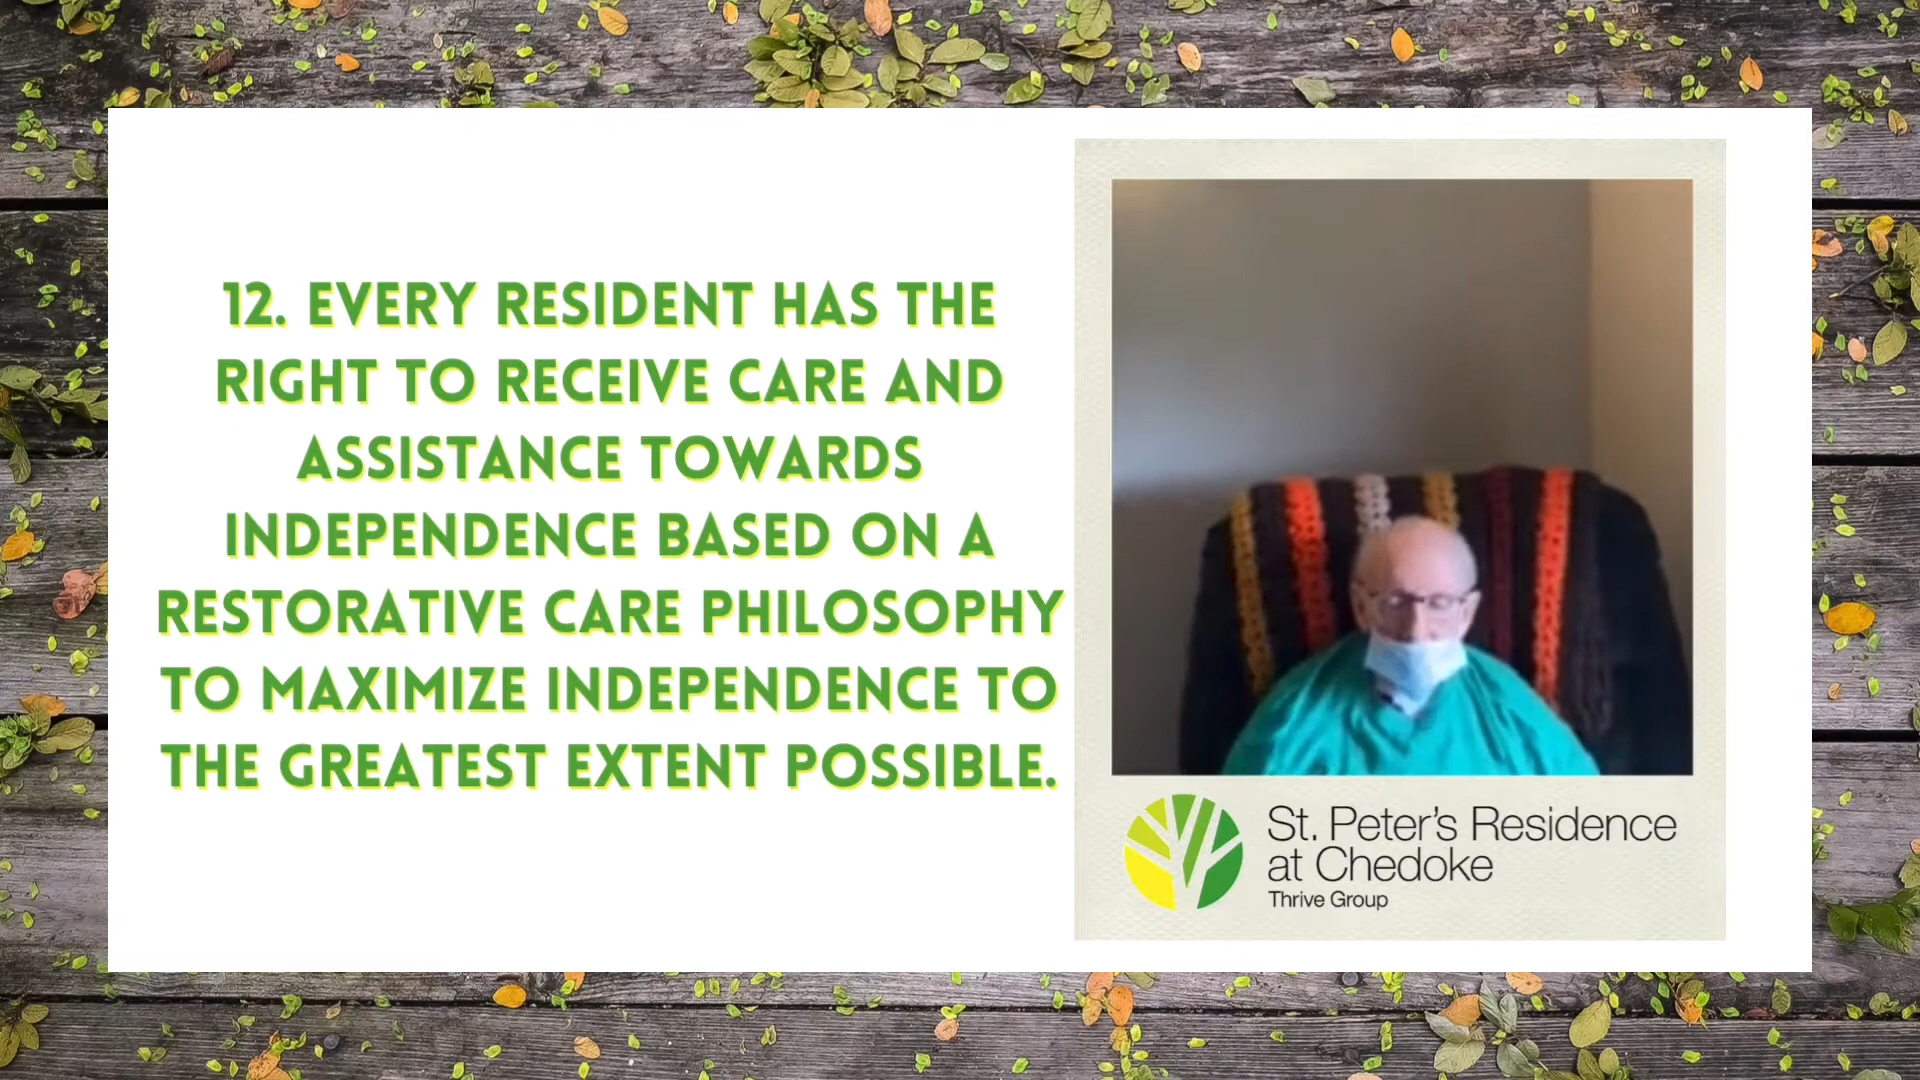 12. EVERY RESIDENT HAS THE
RIGHT TO RECEIVE CARE AND
ASSISTANCE TOWARDS
INDEPENDENCE BASED ON A
RESTORATIVE CARE PHILOSOPHY
TO MAXIMIZE INDEPENDENCE TO
THE GREATEST EXTENT POSSIBLE.
St. Peter's Residence
at Chedoke
Thrive Group